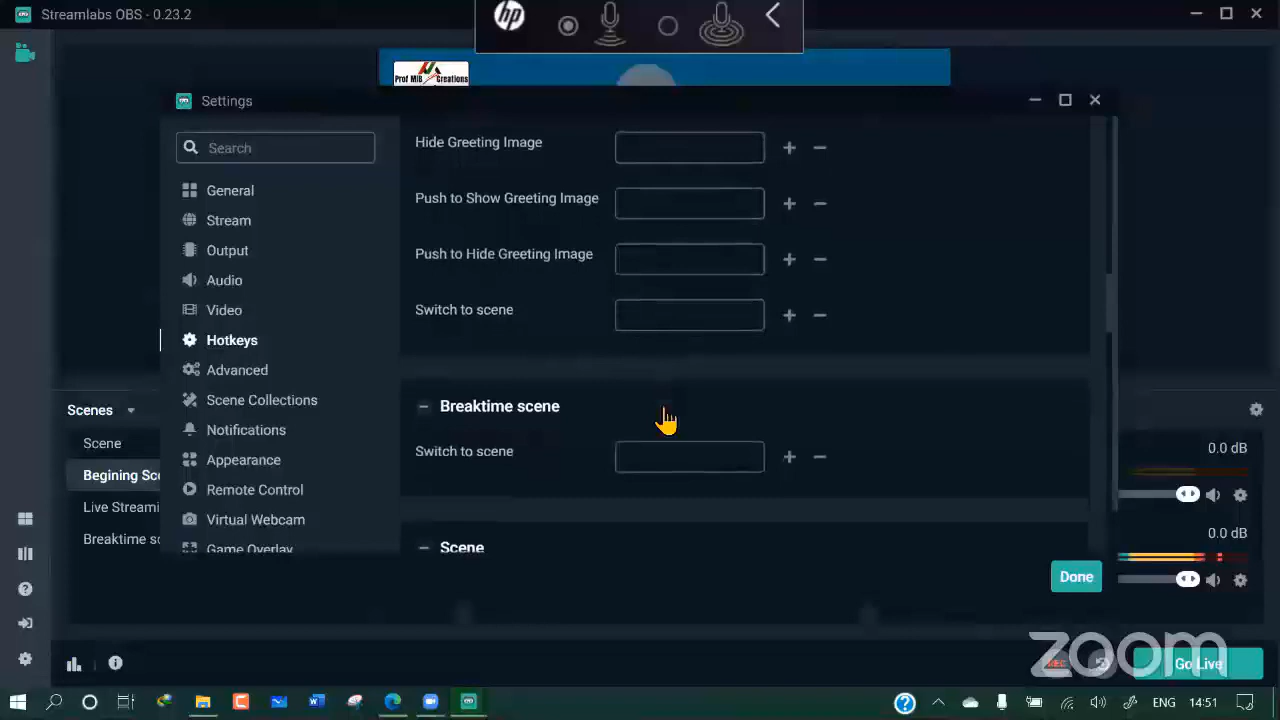 Streamlabs OBS - 0.23.2
hp
Prof MIB Creations
Settings
Search
General
Stream
Output
Audio
Video
Hotkeys
Advanced
Scene Collections
Notifications
Appearance
Remote Control
Virtual Webcam
Game Overlay
Hide Greeting Image
Push to Show Greeting Image
Push to Hide Greeting Image
Switch to scene
Breaktime scene
Switch to scene
Scene
Done
Scenes
Scene
Begining Sce
Live Streami
Breaktime sc
0.0 dB
0.0 dB
REC
Go Live
zoom
ENG
14:51